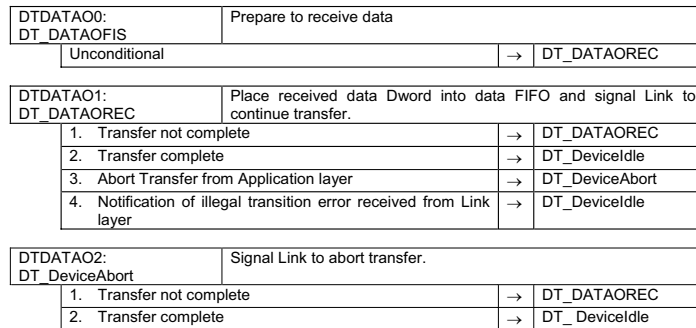 DTDATAO0: Prepare to receive data
DT_DATAOFIS
Unconditional → DT_DATAOREC
DTDATAO1: Place received data Dword into data FIFO and signal Link to
DT_DATAOREC continue transfer.
1. Transfer not complete → DT_DATAOREC
2. Transfer complete → DT_DeviceIdle
3. Abort Transfer from Application layer → DT_DeviceAbort
4. Notification of illegal transition error received from Link → DT_DeviceIdle
layer
DTDATAO2: Signal Link to abort transfer.
DT_DeviceAbort
1. Transfer not complete → DT_DATAOREC
2. Transfer complete → DT_ DeviceIdle